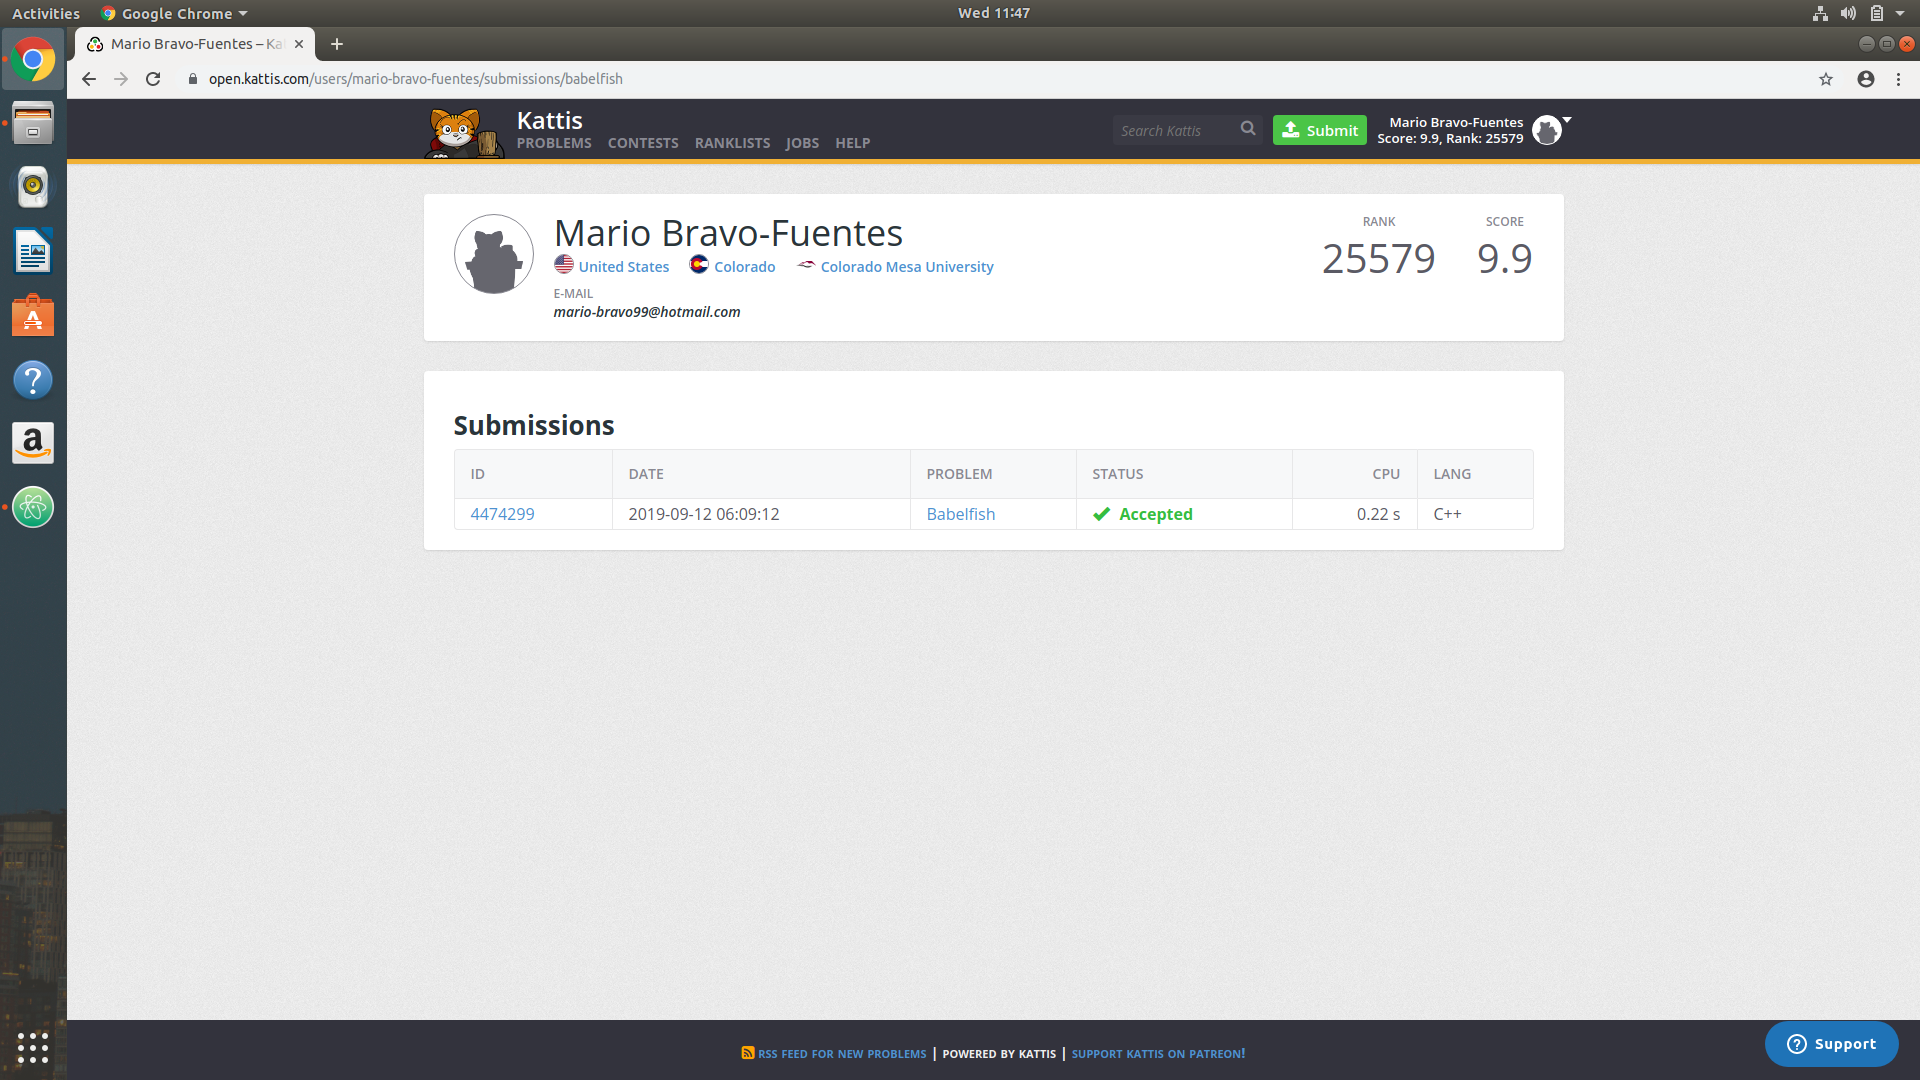 Activities
Google Chrome
Wed 11:47
Mario Bravo-Fuentes – Ka
open.kattis.com/users/mario-bravo-fuentes/submissions/babelfish
Kattis
PROBLEMS CONTESTS RANKLISTS JOBS HELP
Search Kattis
Submit
Mario Bravo-Fuentes
Score: 9.9, Rank: 25579
Mario Bravo-Fuentes
United States Colorado Colorado Mesa University
E-MAIL
mario-bravo99@hotmail.com
RANK
25579
SCORE
9.9
Submissions
ID DATE PROBLEM STATUS CPU LANG
4474299 2019-09-12 06:09:12 Babelfish Accepted 0.22 s C++
RSS FEED FOR NEW PROBLEMS | POWERED BY KATTIS | SUPPORT KATTIS ON PATREON!
Support